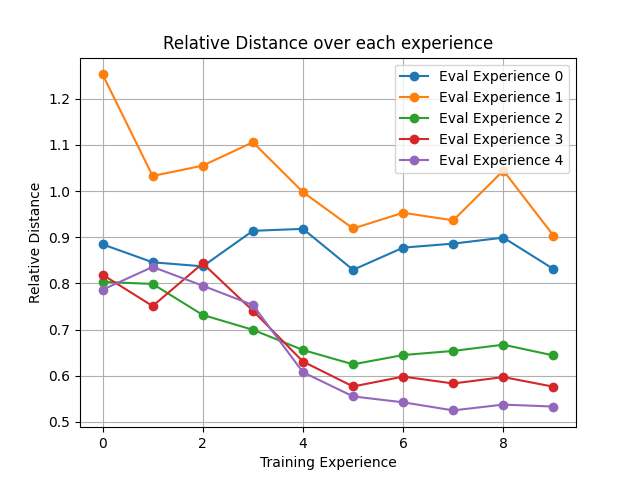 Relative Distance over each experience
Eval Experience 0
Eval Experience 1
Eval Experience 2
Eval Experience 3
Eval Experience 4
Relative Distance
1.2
1.1
1.0
0.9
0.8
0.7
0.6
0.5
0 2 4 6 8
Training Experience